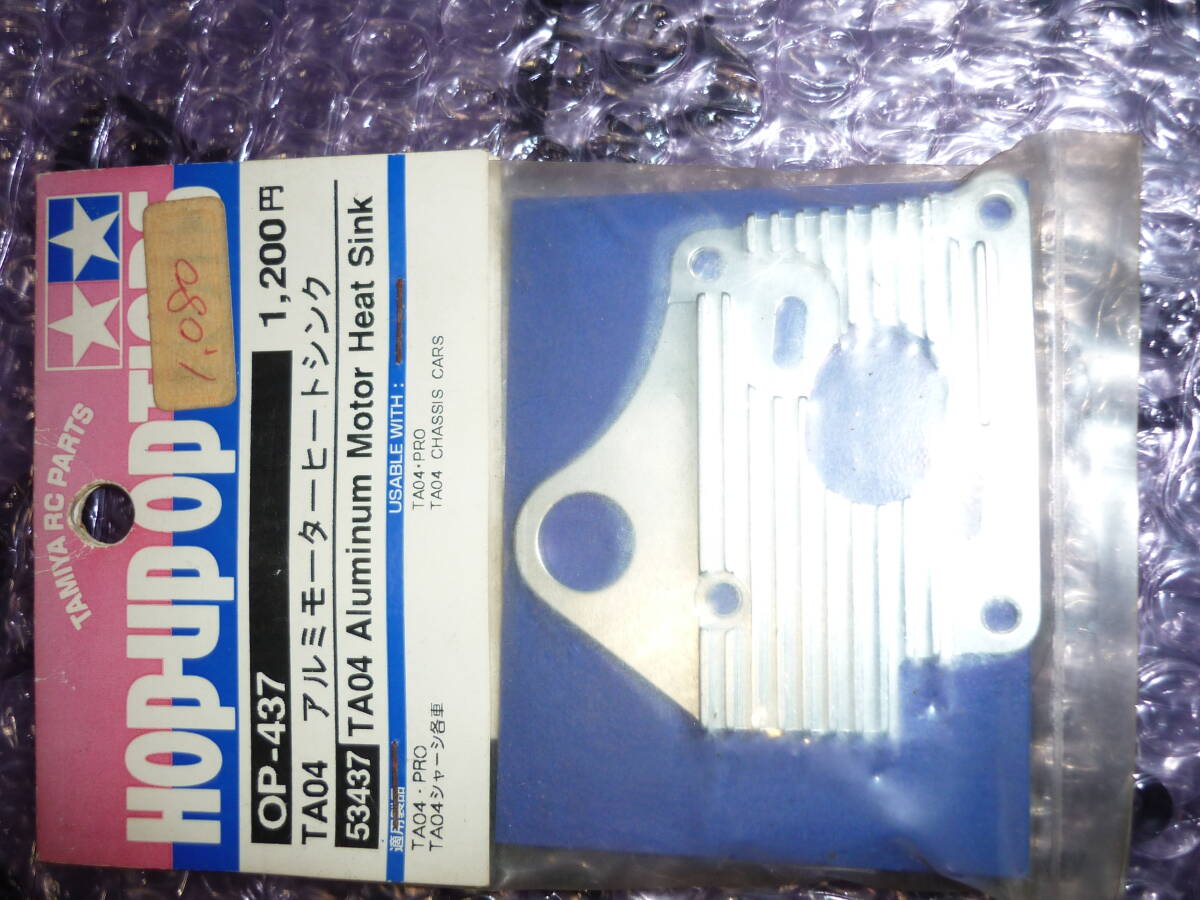 TAMIYA RC PARTS
HOP-UP OPTIONS
1,080
OP-437 1,200円
TA04 アルミモーターヒートシンク
53437 TA04 Aluminum Motor Heat Sink
適用製品 USABLE WITH :
TA04・PRO TA04・PRO
TA04シャーシ各車 TA04 CHASSIS CARS